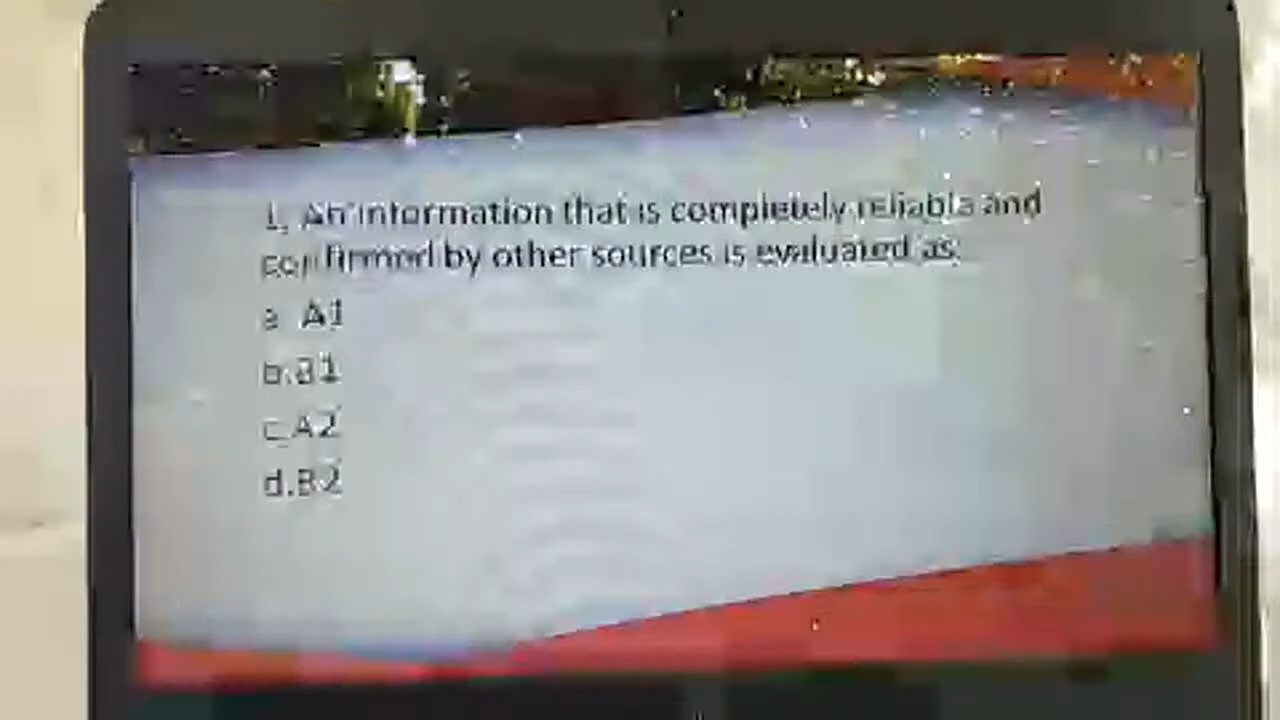 1. An information that is completely reliable and
confirmed by other sources is evaluated as:
a. A1
b.B1
c.A2
d.B2